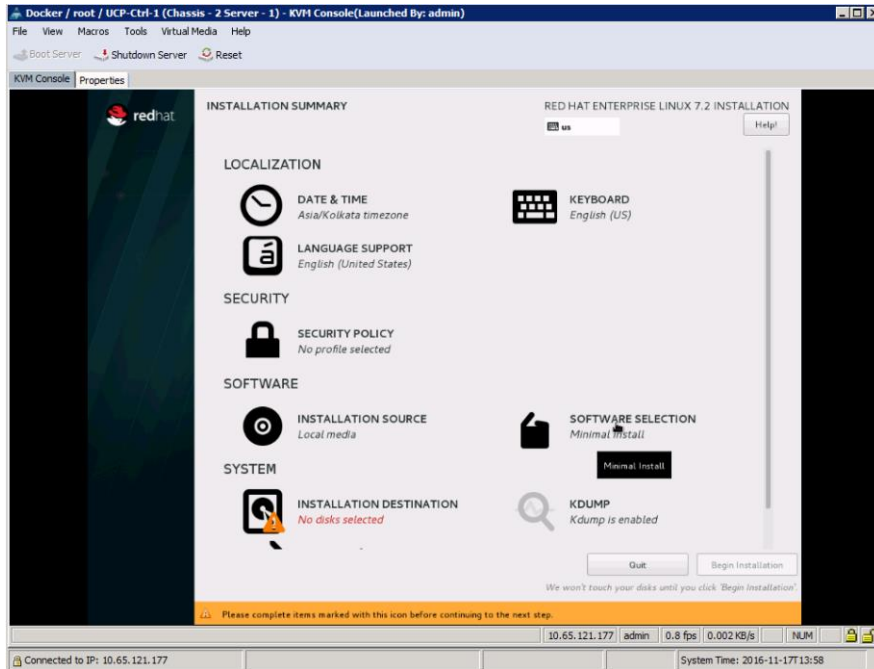 Docker / root / UCP-Ctrl-1 (Chassis - 2 Server - 1) - KVM Console(Launched By: admin)
File View Macros Tools Virtual Media Help
Boot Server Shutdown Server Reset
KVM Console Properties
redhat
INSTALLATION SUMMARY
RED HAT ENTERPRISE LINUX 7.2 INSTALLATION
us
Help!
LOCALIZATION
DATE & TIME
Asia/Kolkata timezone
KEYBOARD
English (US)
LANGUAGE SUPPORT
English (United States)
SECURITY
SECURITY POLICY
No profile selected
SOFTWARE
INSTALLATION SOURCE
Local media
SOFTWARE SELECTION
Minimal Install
Minimal Install
SYSTEM
INSTALLATION DESTINATION
No disks selected
KDUMP
Kdump is enabled
Quit
Begin Installation
We won't touch your disks until you click 'Begin Installation'.
Please complete items marked with this icon before continuing to the next step.
10.65.121.177 admin 0.8 fps 0.002 KB/s NUM
Connected to IP: 10.65.121.177
System Time: 2016-11-17T13:58